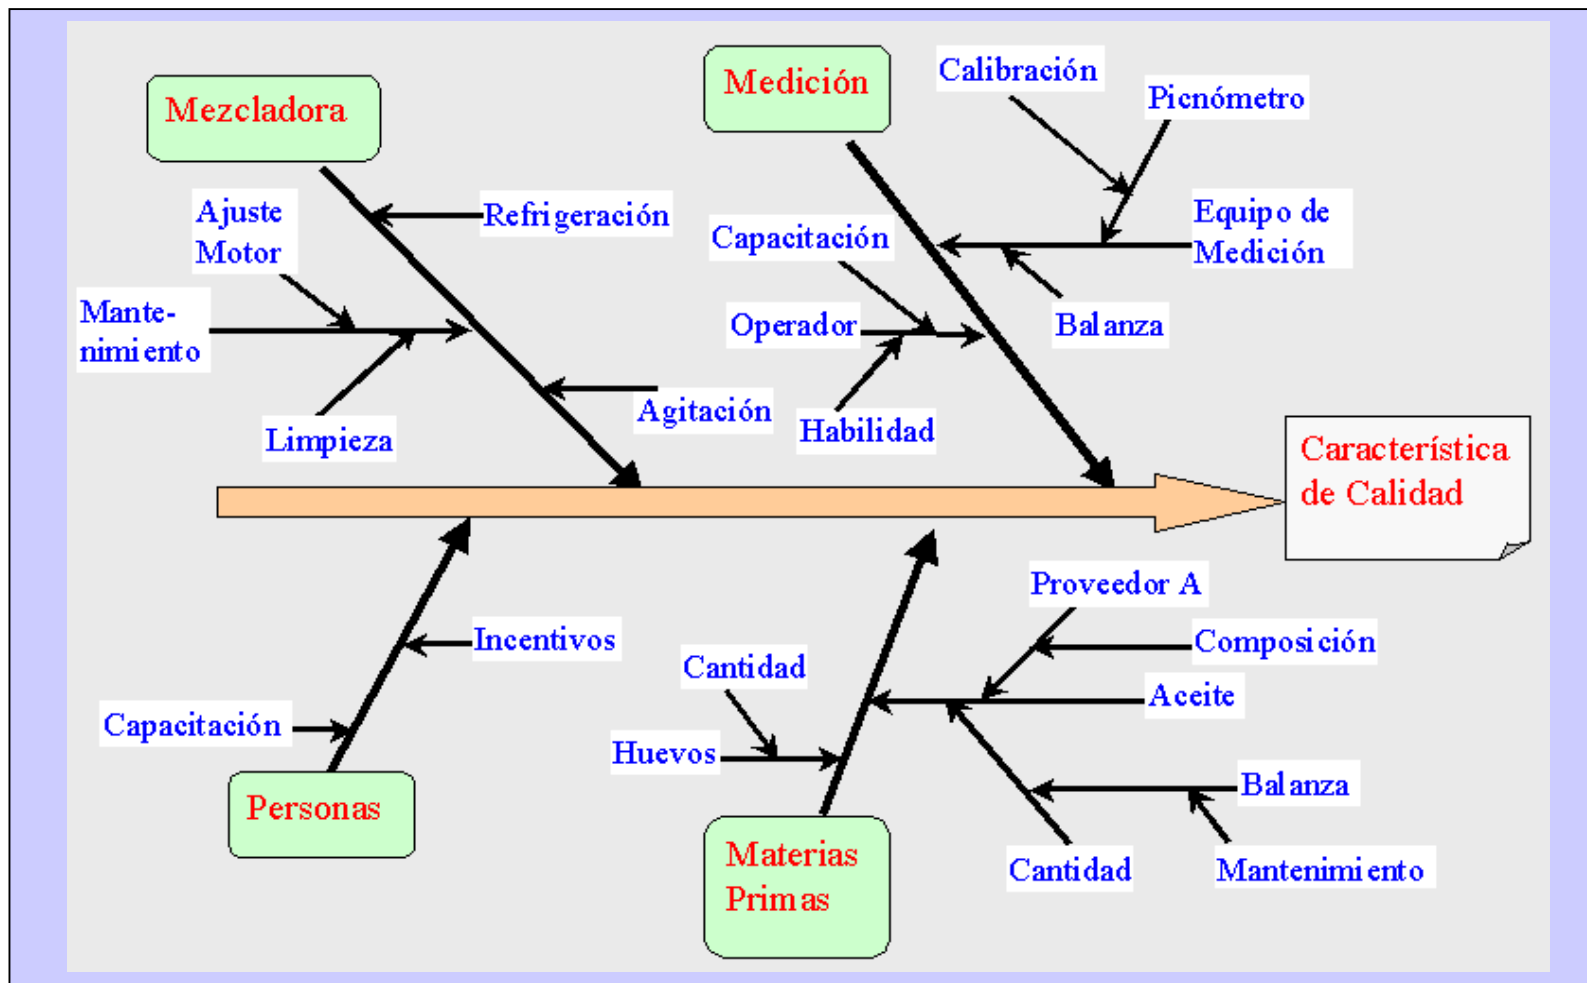 Mezcladora
Medición
Calibración
Picnómetro
Ajuste
Motor
Refrigeración
Capacitación
Equipo de
Medición
Mante-
nimiento
Operador
Balanza
Limpieza
Agitación
Habilidad
Característica
de Calidad
Proveedor A
Incentivos
Composición
Cantidad
Aceite
Capacitación
Huevos
Balanza
Personas
Materias
Primas
Cantidad
Mantenimiento